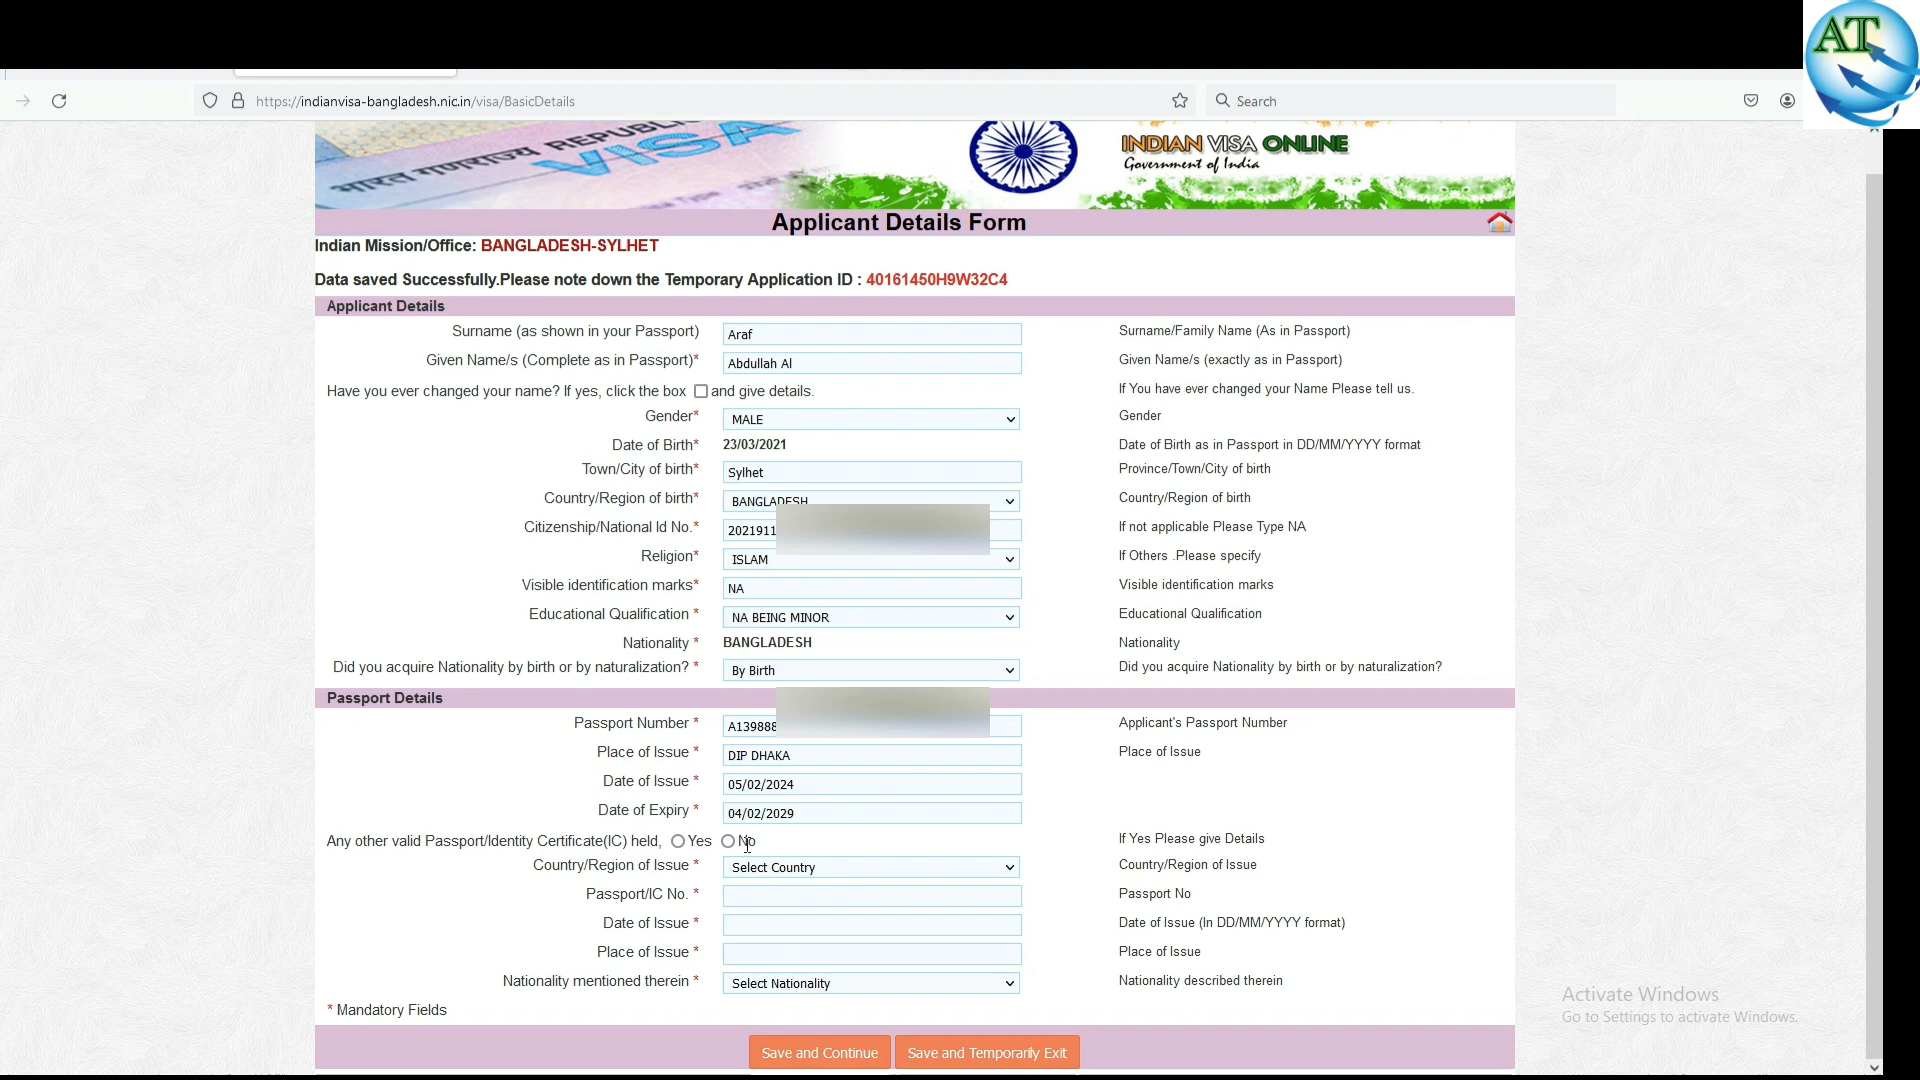 AT
https://indianvisa-bangladesh.nic.in/visa/BasicDetails
Search
भारत गणराज्य REPUBLIC
VISA
INDIAN VISA ONLINE
Government of India
Applicant Details Form
Indian Mission/Office: BANGLADESH-SYLHET
Data saved Successfully.Please note down the Temporary Application ID : 40161450H9W32C4
Applicant Details
Surname (as shown in your Passport) Araf Surname/Family Name (As in Passport)
Given Name/s (Complete as in Passport)* Abdullah Al Given Name/s (exactly as in Passport)
Have you ever changed your name? If yes, click the box and give details. If You have ever changed your Name Please tell us.
Gender* MALE Gender
Date of Birth* 23/03/2021 Date of Birth as in Passport in DD/MM/YYYY format
Town/City of birth* Sylhet Province/Town/City of birth
Country/Region of birth* BANGLADESH Country/Region of birth
Citizenship/National Id No.* 2021911 If not applicable Please Type NA
Religion* ISLAM If Others .Please specify
Visible identification marks* NA Visible identification marks
Educational Qualification * NA BEING MINOR Educational Qualification
Nationality * BANGLADESH Nationality
Did you acquire Nationality by birth or by naturalization? * By Birth Did you acquire Nationality by birth or by naturalization?
Passport Details
Passport Number * A139888 Applicant's Passport Number
Place of Issue * DIP DHAKA Place of Issue
Date of Issue * 05/02/2024
Date of Expiry * 04/02/2029
Any other valid Passport/Identity Certificate(IC) held, Yes No If Yes Please give Details
Country/Region of Issue * Select Country Country/Region of Issue
Passport/IC No. * Passport No
Date of Issue * Date of Issue (In DD/MM/YYYY format)
Place of Issue * Place of Issue
Nationality mentioned therein * Select Nationality Nationality described therein
* Mandatory Fields
Save and Continue Save and Temporarily Exit
Activate Windows
Go to Settings to activate Windows.